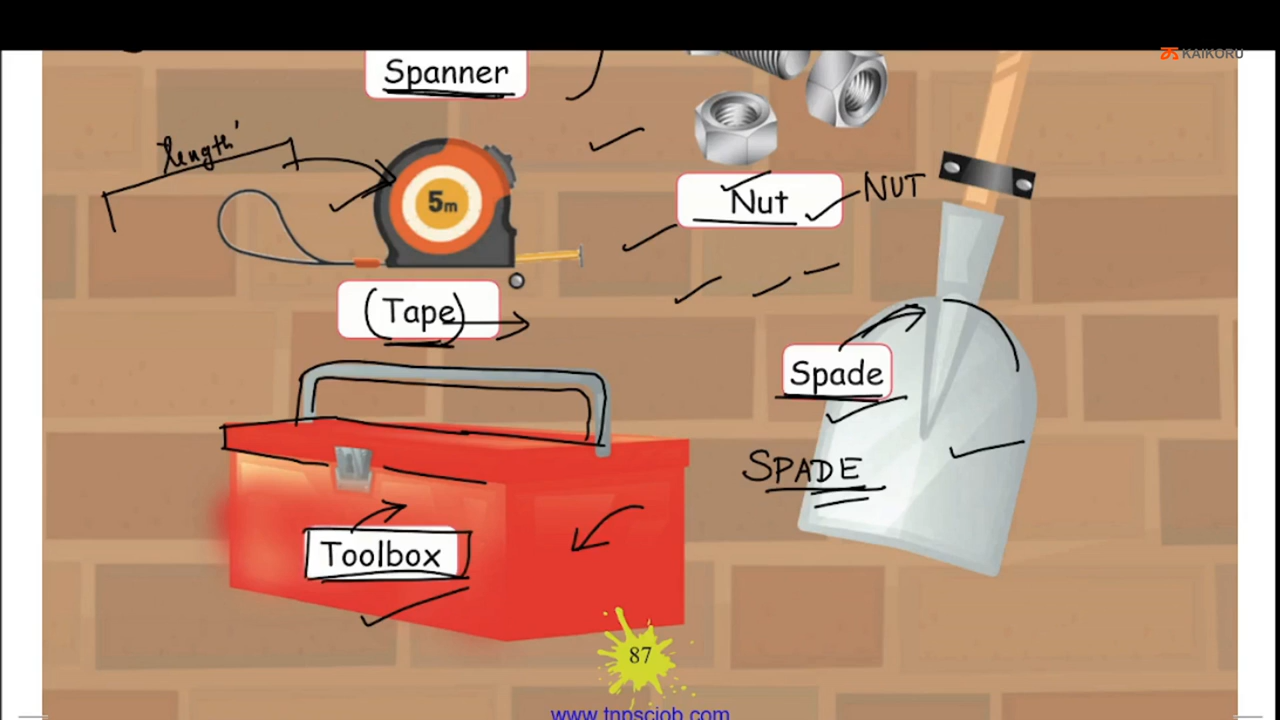 KAIKORU
Spanner
'length'
5m
Nut
NUT
(Tape)
Spade
SPADE
Toolbox
87
www.tnpscjob.com